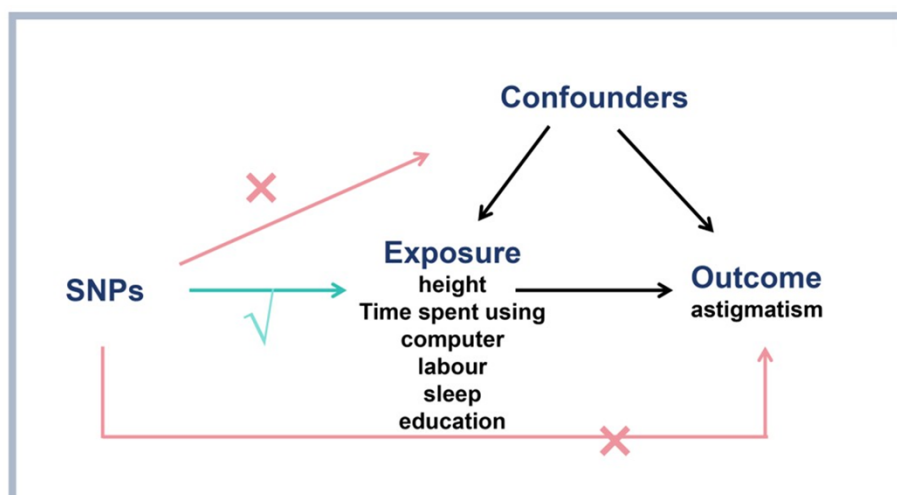 Confounders
SNPs
√
Exposure
height
Time spent using
computer
labour
sleep
education
Outcome
astigmatism